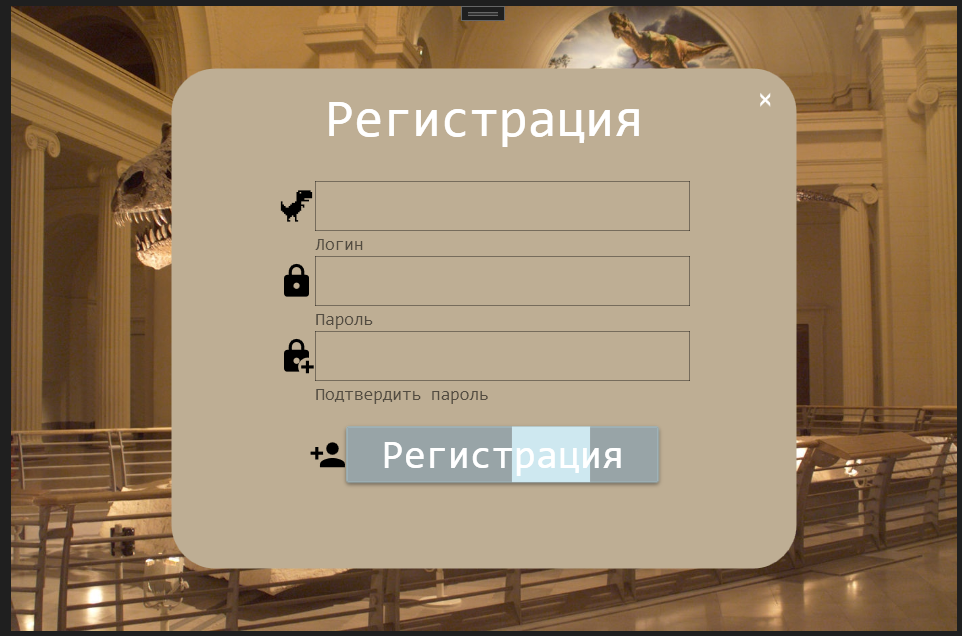 Регистрация
Логин
Пароль
Подтвердить пароль
Регистрация